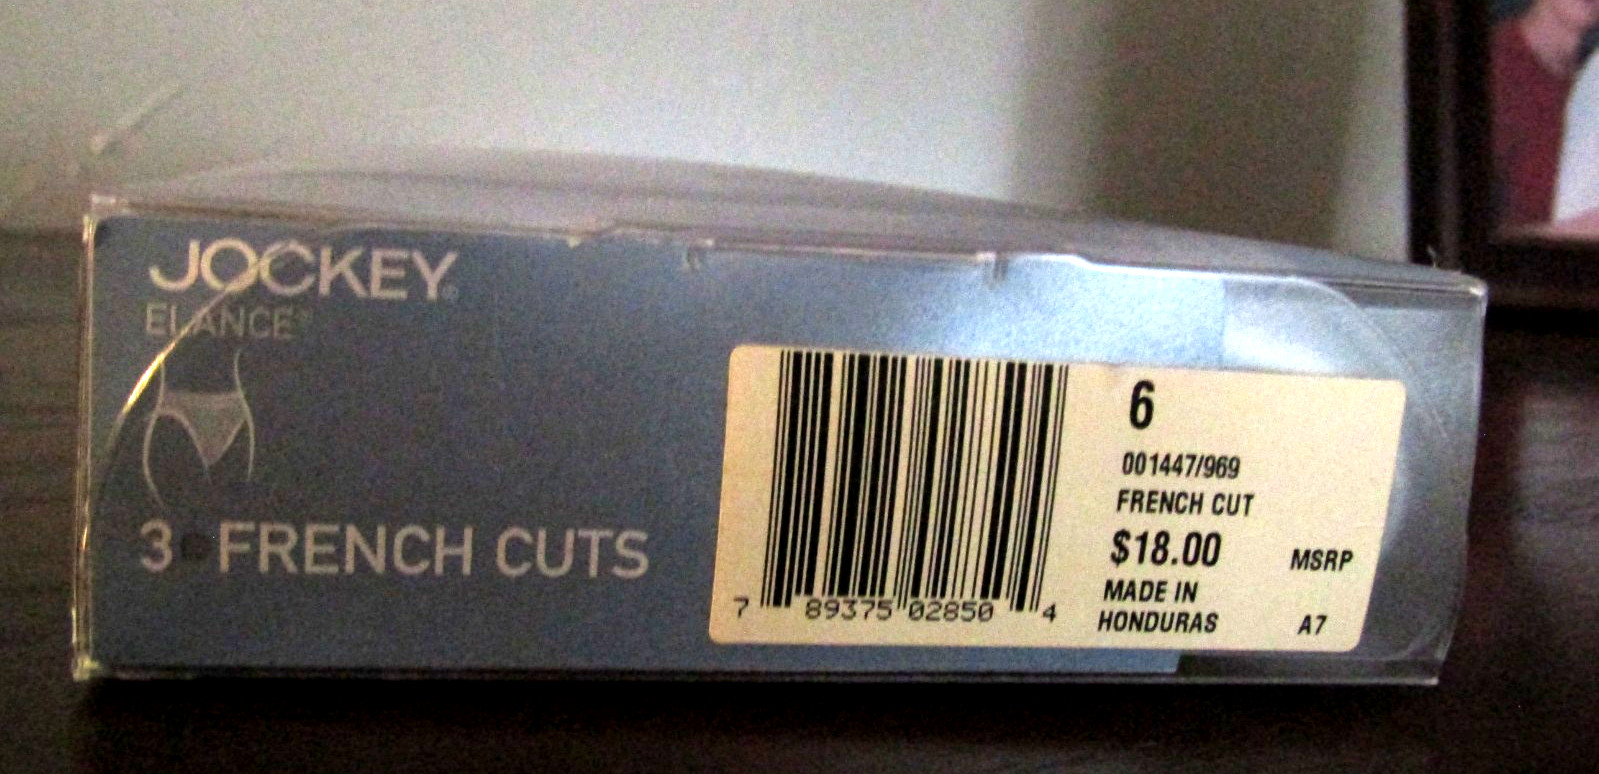 JOCKEY®
ELANCE®
3 FRENCH CUTS
6
001447/969
FRENCH CUT
$18.00 MSRP
MADE IN
HONDURAS A7
7 89375 02850 4